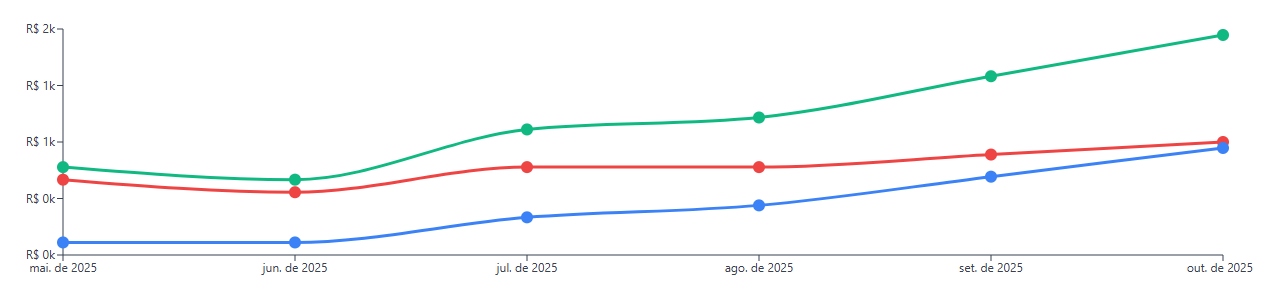 R$ 2k
R$ 1k
R$ 1k
R$ 0k
R$ 0k
mai. de 2025
jun. de 2025
jul. de 2025
ago. de 2025
set. de 2025
out. de 2025